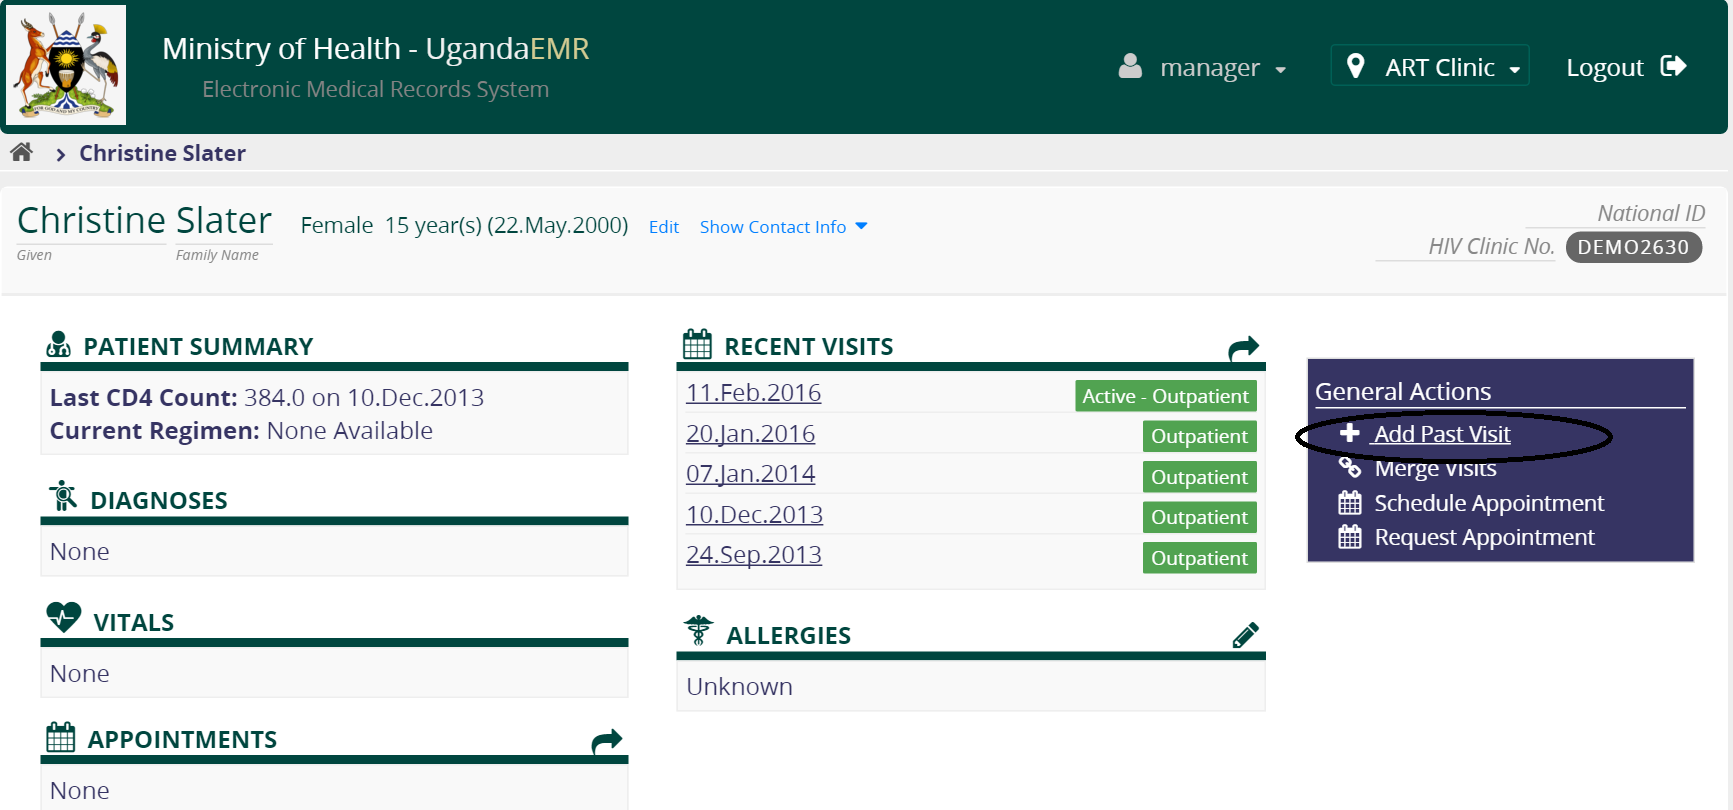 Ministry of Health - UgandaEMR
Electronic Medical Records System
manager
ART Clinic
Logout
Christine Slater
Christine Slater
Given
Family Name
Female 15 year(s) (22.May.2000)
Edit
Show Contact Info
National ID
HIV Clinic No. DEMO2630
PATIENT SUMMARY
Last CD4 Count: 384.0 on 10.Dec.2013
Current Regimen: None Available
DIAGNOSES
None
VITALS
None
APPOINTMENTS
None
RECENT VISITS
11.Feb.2016 Active - Outpatient
20.Jan.2016 Outpatient
07.Jan.2014 Outpatient
10.Dec.2013 Outpatient
24.Sep.2013 Outpatient
ALLERGIES
Unknown
General Actions
Add Past Visit
Merge Visits
Schedule Appointment
Request Appointment